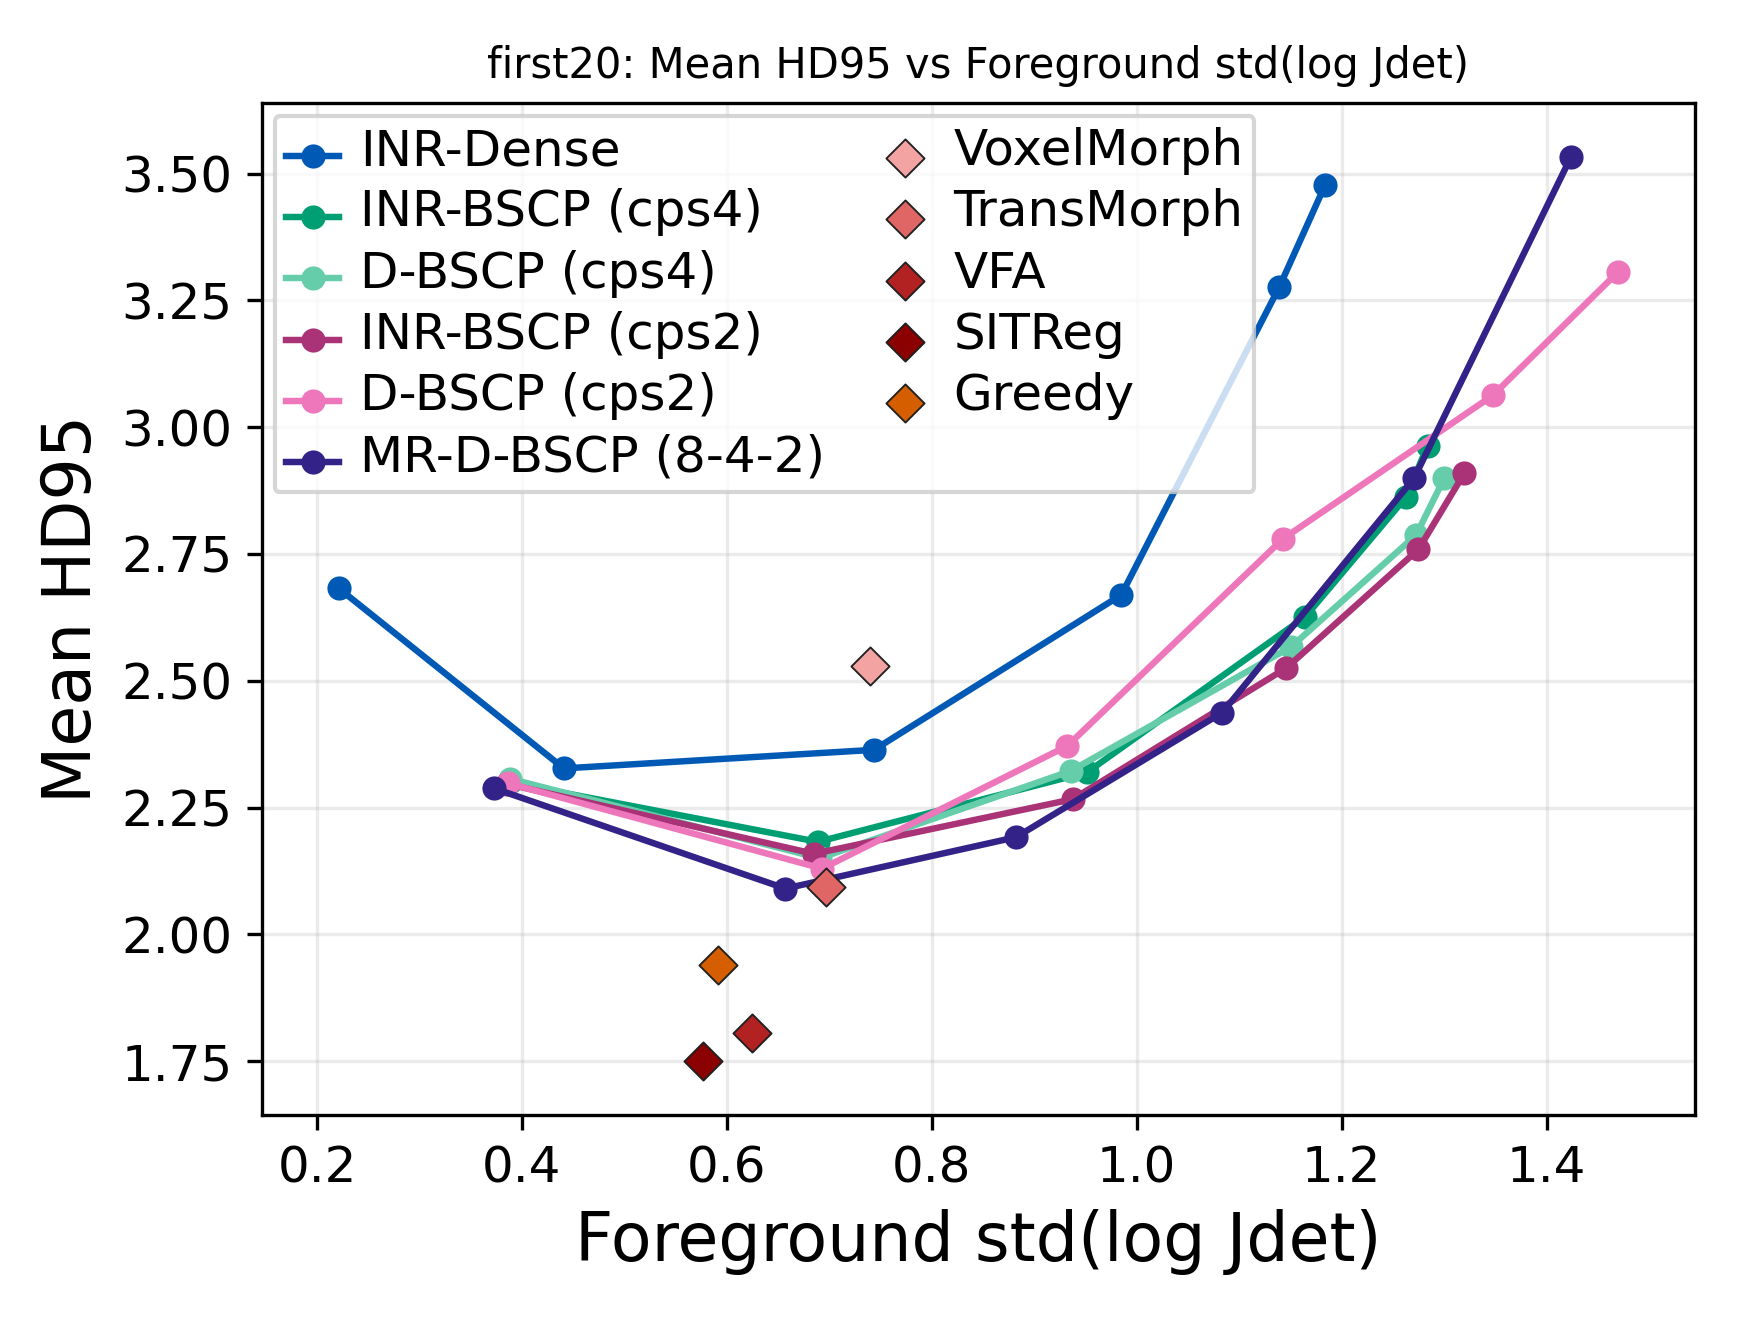 first20: Mean HD95 vs Foreground std(log Jdet)
INR-Dense
INR-BSCP (cps4)
D-BSCP (cps4)
INR-BSCP (cps2)
D-BSCP (cps2)
MR-D-BSCP (8-4-2)
VoxelMorph
TransMorph
VFA
SITReg
Greedy
Mean HD95
3.50
3.25
3.00
2.75
2.50
2.25
2.00
1.75
0.2 0.4 0.6 0.8 1.0 1.2 1.4
Foreground std(log Jdet)